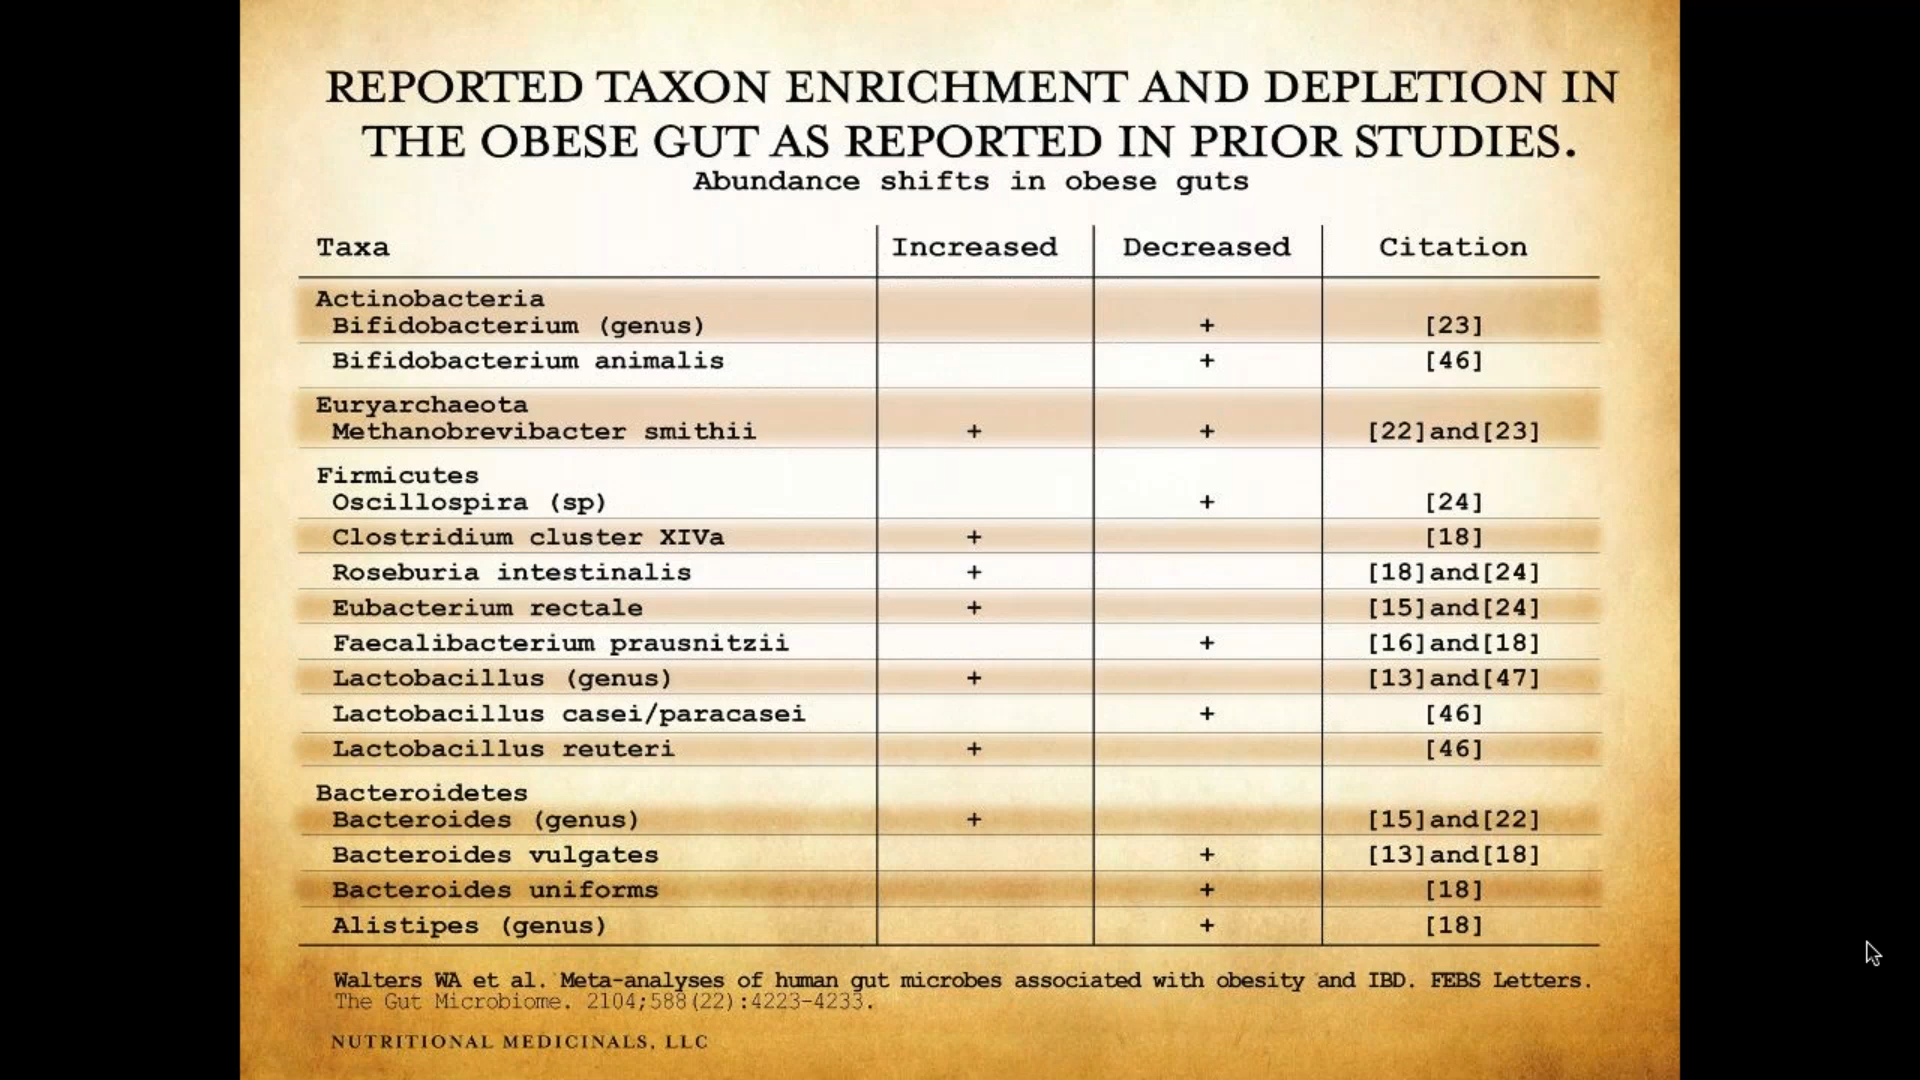 REPORTED TAXON ENRICHMENT AND DEPLETION IN
THE OBESE GUT AS REPORTED IN PRIOR STUDIES.
Abundance shifts in obese guts
Taxa Increased Decreased Citation
Actinobacteria
Bifidobacterium (genus) + [23]
Bifidobacterium animalis + [46]
Euryarchaeota
Methanobrevibacter smithii + + [22]and[23]
Firmicutes
Oscillospira (sp) + [24]
Clostridium cluster XIVa + [18]
Roseburia intestinalis + [18]and[24]
Eubacterium rectale + [15]and[24]
Faecalibacterium prausnitzii + [16]and[18]
Lactobacillus (genus) + [13]and[47]
Lactobacillus casei/paracasei + [46]
Lactobacillus reuteri + [46]
Bacteroidetes
Bacteroides (genus) + [15]and[22]
Bacteroides vulgates + [13]and[18]
Bacteroides uniforms + [18]
Alistipes (genus) + [18]
Walters WA et al. Meta-analyses of human gut microbes associated with obesity and IBD. FEBS Letters.
The Gut Microbiome. 2104;588(22):4223-4233.
NUTRITIONAL MEDICINALS, LLC